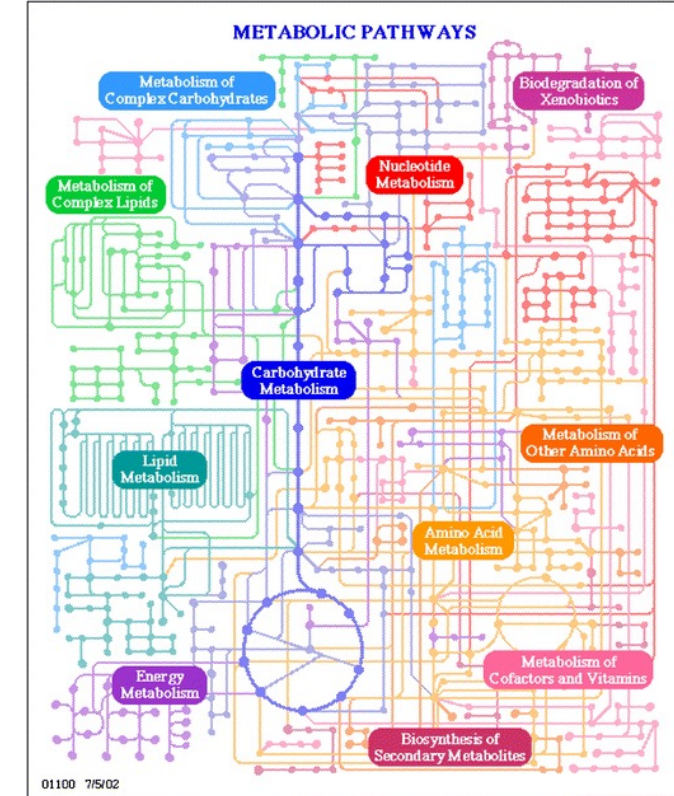 METABOLIC PATHWAYS
Metabolism of
Complex Carbohydrates
Biodegradation of
Xenobiotics
Nucleotide
Metabolism
Metabolism of
Complex Lipids
Carbohydrate
Metabolism
Metabolism of
Other Amino Acids
Lipid
Metabolism
Amino Acid
Metabolism
Metabolism of
Cofactors and Vitamins
Energy
Metabolism
Biosynthesis of
Secondary Metabolites
01100 7/5/02